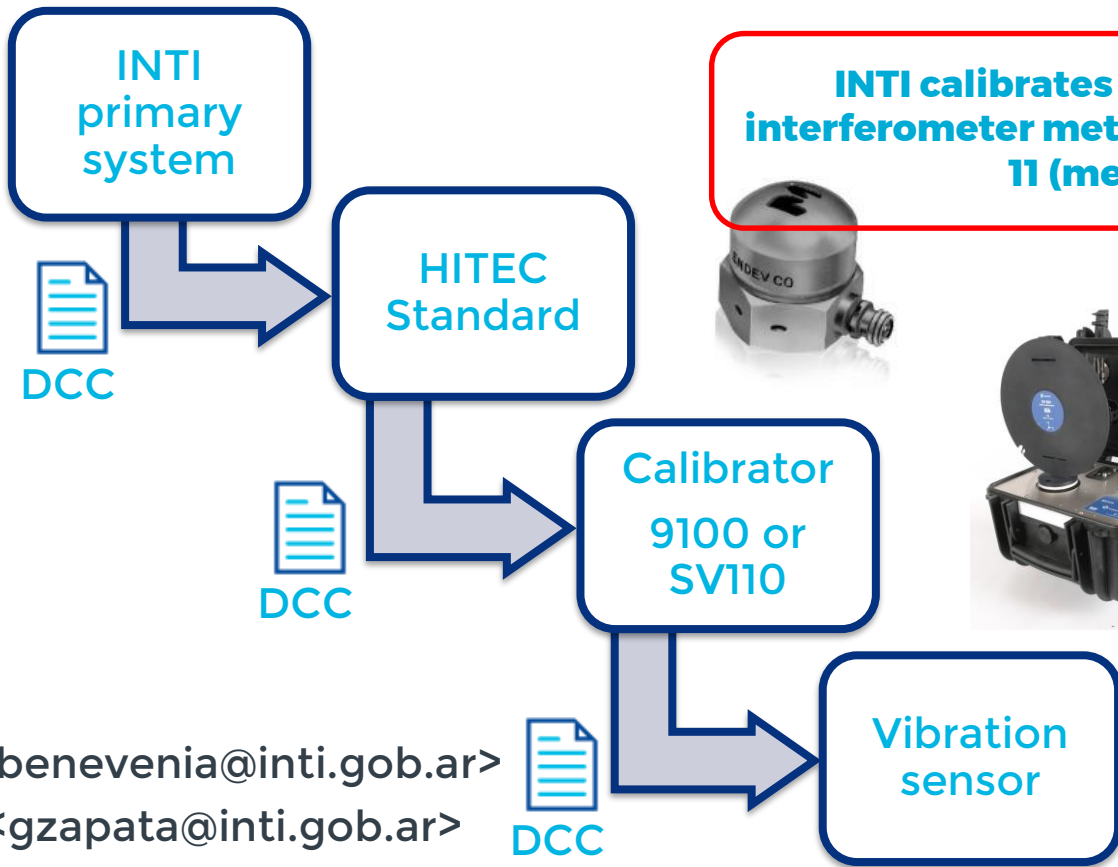 INTI
primary
system
INTI calibrates
interferometer met
11 (me
DCC
HITEC
Standard
ENDEVCO
DCC
Calibrator
9100 or
SV110
benevenia@inti.gob.ar>
<gzapata@inti.gob.ar>
DCC
Vibration
sensor